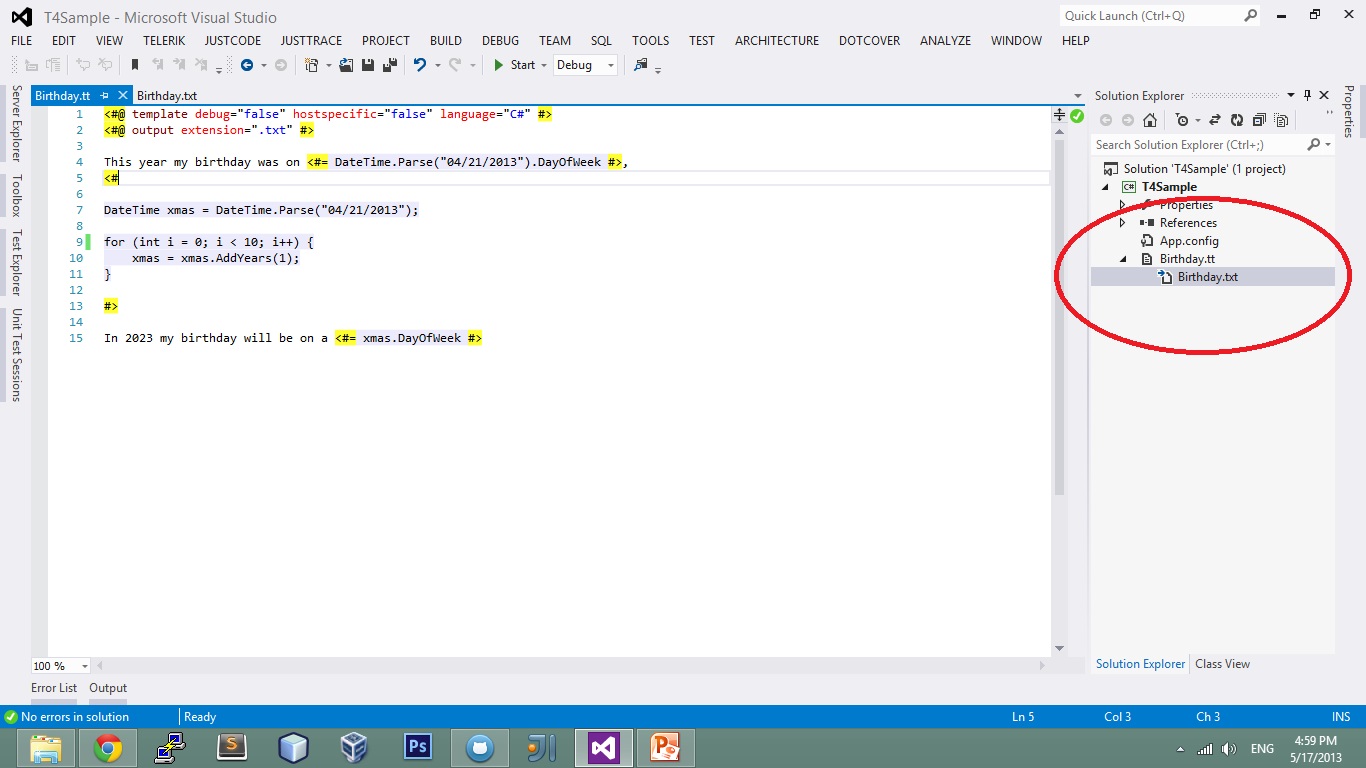 T4Sample - Microsoft Visual Studio
Quick Launch (Ctrl+Q)
FILE EDIT VIEW TELERIK JUSTCODE JUSTTRACE PROJECT BUILD DEBUG TEAM SQL TOOLS TEST ARCHITECTURE DOTCOVER ANALYZE WINDOW HELP
Start Debug
Server Explorer
Toolbox
Test Explorer
Unit Test Sessions
Birthday.tt Birthday.txt
1 <#@ template debug="false" hostspecific="false" language="C#" #>
2 <#@ output extension=".txt" #>
3
4 This year my birthday was on <#= DateTime.Parse("04/21/2013").DayOfWeek #>,
5 <#
6
7 DateTime xmas = DateTime.Parse("04/21/2013");
8
9 for (int i = 0; i < 10; i++) {
10 xmas = xmas.AddYears(1);
11 }
12
13 #>
14
15 In 2023 my birthday will be on a <#= xmas.DayOfWeek #>
100 %
Solution Explorer
Search Solution Explorer (Ctrl+;)
Solution 'T4Sample' (1 project)
C# T4Sample
Properties
References
App.config
Birthday.tt
Birthday.txt
Solution Explorer Class View
Properties
Error List Output
No errors in solution Ready Ln 5 Col 3 Ch 3 INS
S Ps JI P ENG 4:59 PM
5/17/2013